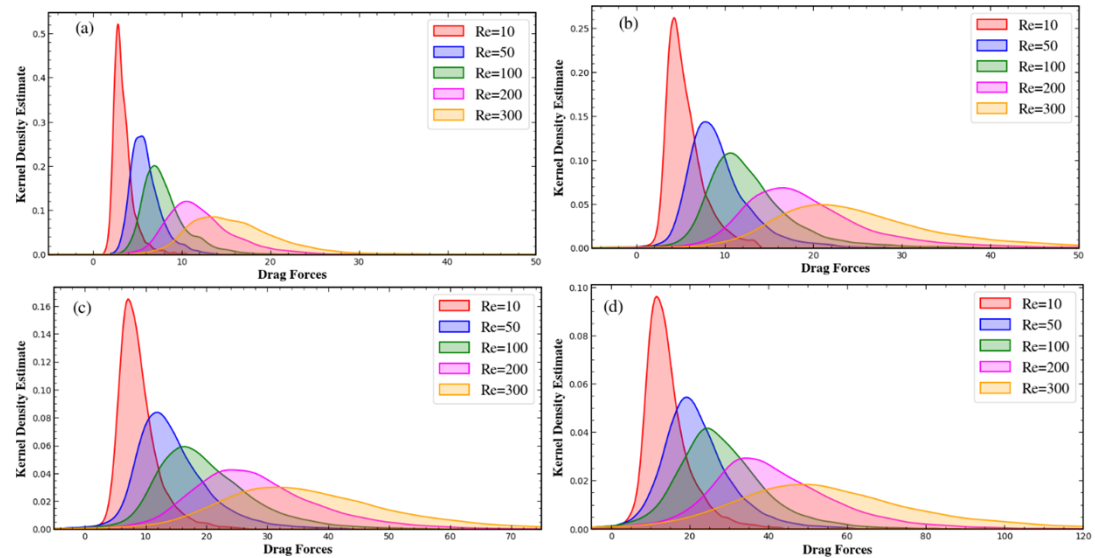 (a)
Re=10
Re=50
Re=100
Re=200
Re=300
Kernel Density Estimate
0.5
0.4
0.3
0.2
0.1
0.0
0 10 20 30 40 50
Drag Forces
(b)
Re=10
Re=50
Re=100
Re=200
Re=300
Kernel Density Estimate
0.25
0.20
0.15
0.10
0.05
0.00
0 10 20 30 40 50
Drag Forces
(c)
Re=10
Re=50
Re=100
Re=200
Re=300
Kernel Density Estimate
0.16
0.14
0.12
0.10
0.08
0.06
0.04
0.02
0.00
0 10 20 30 40 50 60 70
Drag Forces
(d)
Re=10
Re=50
Re=100
Re=200
Re=300
Kernel Density Estimate
0.10
0.08
0.06
0.04
0.02
0.00
0 20 40 60 80 100 120
Drag Forces